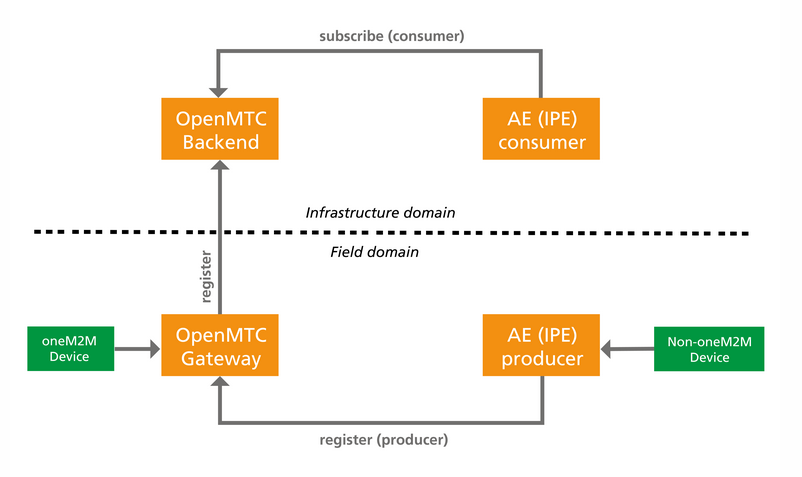 subscribe (consumer)
OpenMTC
Backend
AE (IPE)
consumer
Infrastructure domain
Field domain
register
oneM2M
Device
OpenMTC
Gateway
AE (IPE)
producer
Non-oneM2M
Device
register (producer)